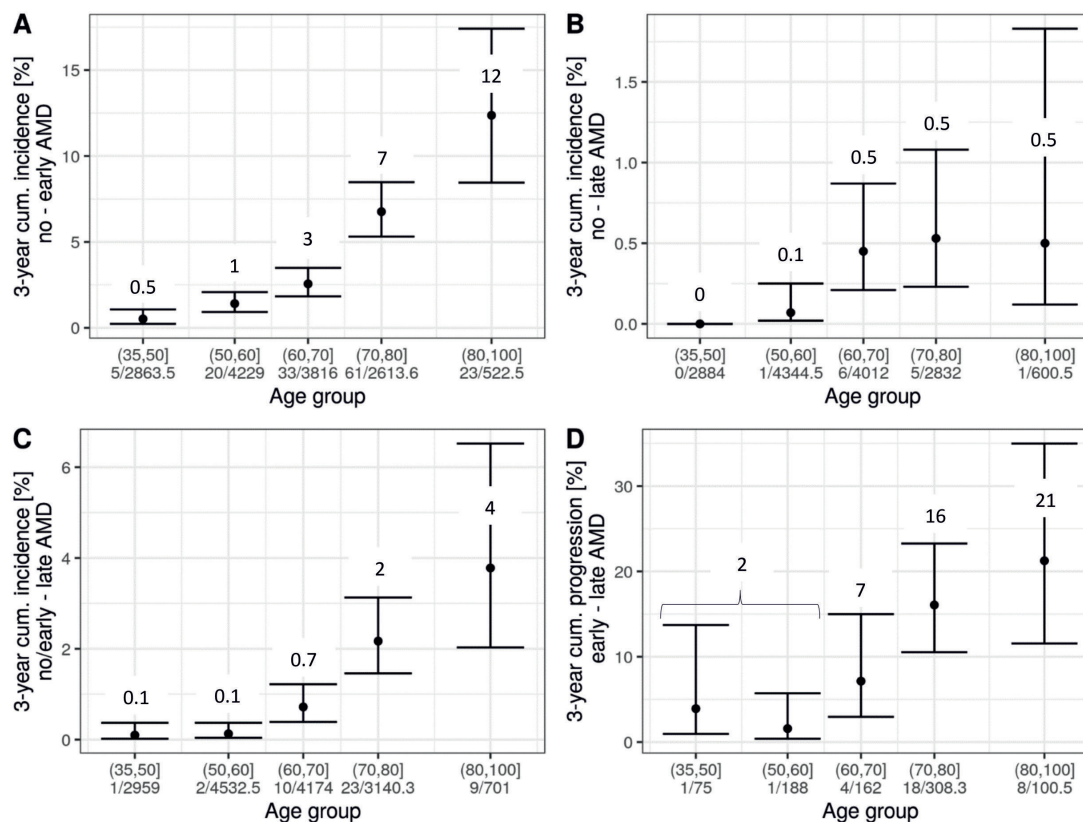 A
3-year cum. incidence [%]
no - early AMD
15
10
5
0
0.5
1
3
7
12
(35,50] (50,60] (60,70] (70,80] (80,100]
5/2863.5 20/4229 33/3816 61/2613.6 23/522.5
Age group
B
3-year cum. incidence [%]
no - late AMD
1.5
1.0
0.5
0.0
0
0.1
0.5
0.5
0.5
(35,50] (50,60] (60,70] (70,80] (80,100]
0/2884 1/4344.5 6/4012 5/2832 1/600.5
Age group
C
3-year cum. incidence [%]
no/early - late AMD
6
4
2
0
0.1
0.1
0.7
2
4
(35,50] (50,60] (60,70] (70,80] (80,100]
1/2959 2/4532.5 10/4174 23/3140.3 9/701
Age group
D
3-year cum. progression [%]
early - late AMD
30
20
10
0
2
7
16
21
(35,50] (50,60] (60,70] (70,80] (80,100]
1/75 1/188 4/162 18/308.3 8/100.5
Age group